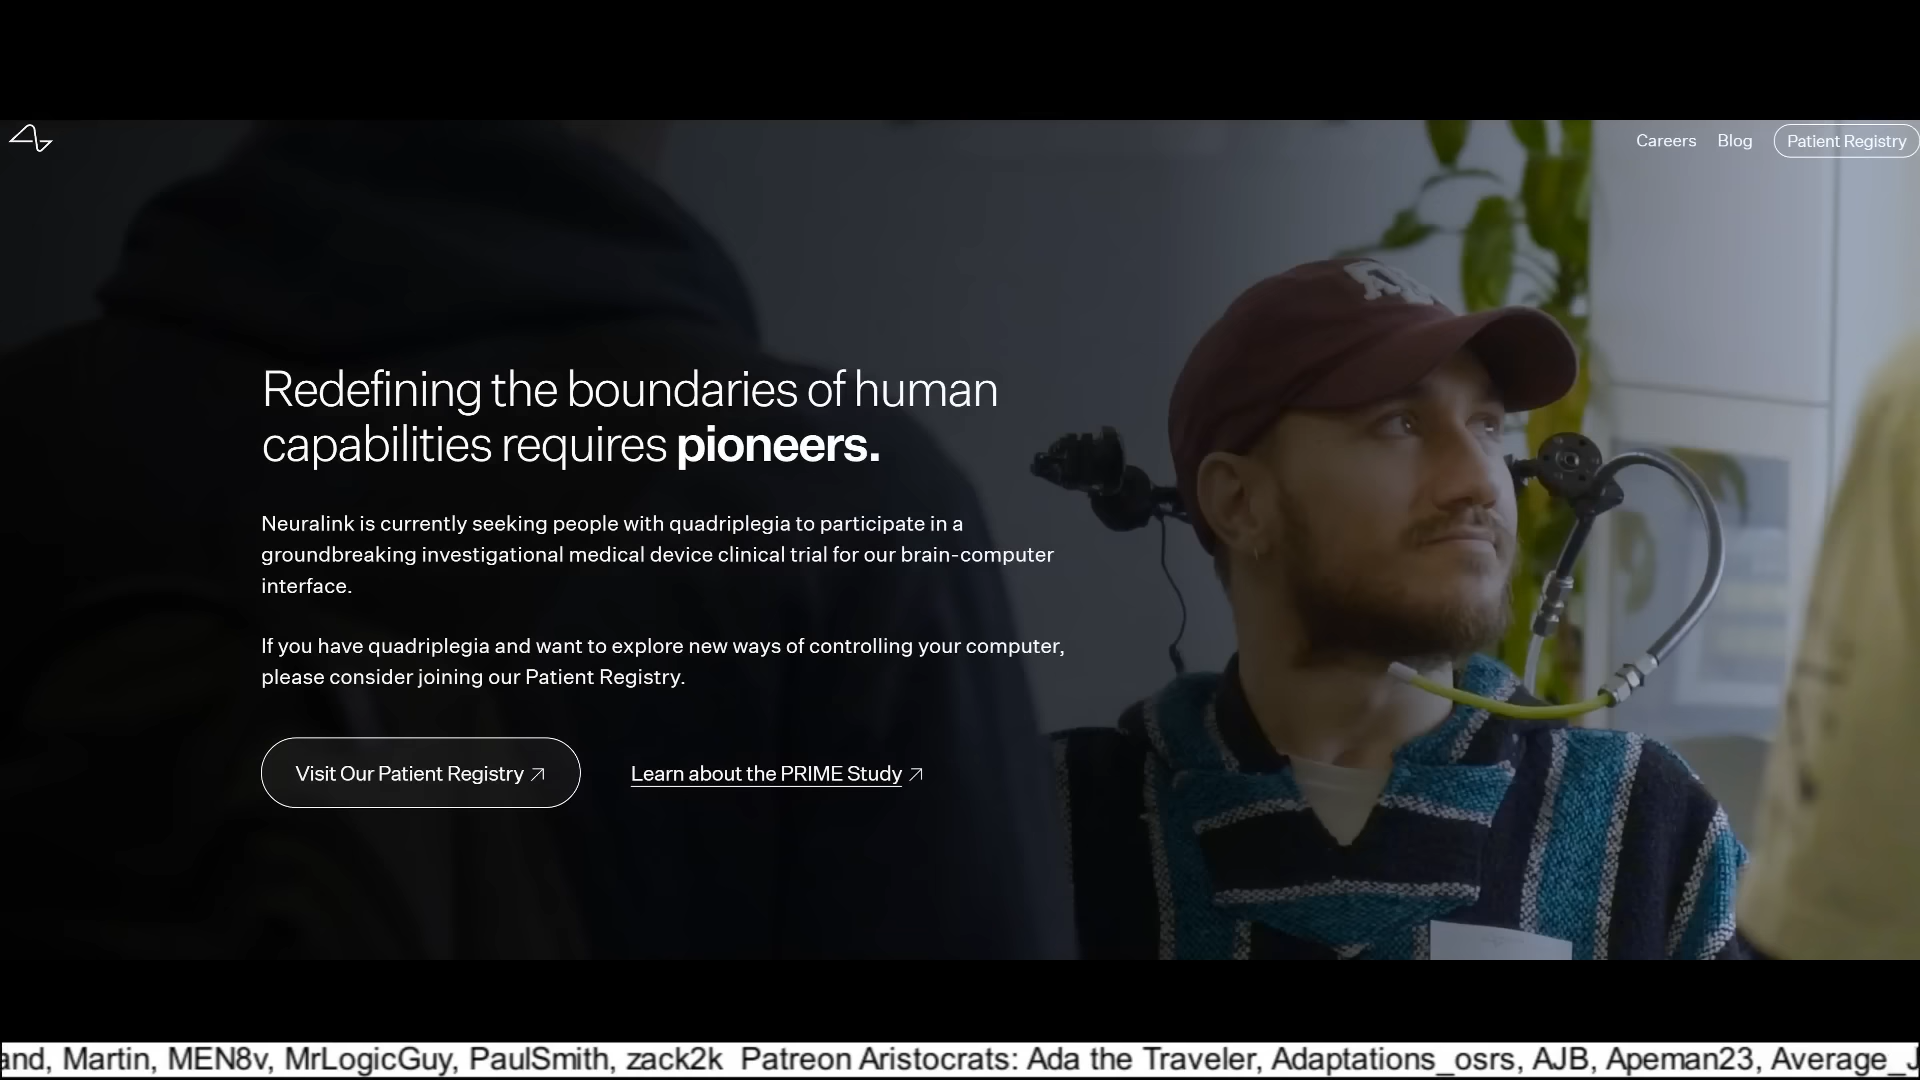 Careers Blog Patient Registry
Redefining the boundaries of human
capabilities requires pioneers.
Neuralink is currently seeking people with quadriplegia to participate in a
groundbreaking investigational medical device clinical trial for our brain-computer
interface.
If you have quadriplegia and want to explore new ways of controlling your computer,
please consider joining our Patient Registry.
Visit Our Patient Registry
Learn about the PRIME Study
and, Martin, MEN8v, MrLogicGuy, PaulSmith, zack2k Patreon Aristocrats: Ada the Traveler, Adaptations_osrs, AJB, Apeman23, Average_J